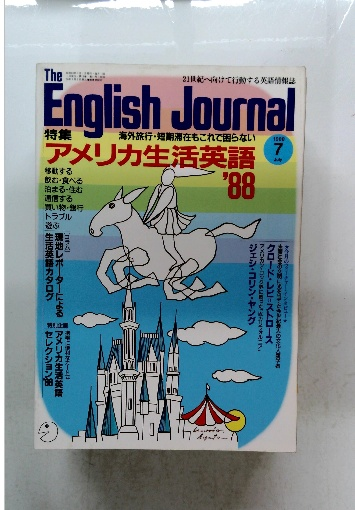 The
English Journal
21世紀へ向けて行動する英語情報誌
1988
7
特集
海外旅行・短期滞在もこれで困らない
アメリカ生活英語
'88
移動する
飲む・食べる
泊まる・住む
通信する
買い物・銀行
トラブル
遊ぶ
現地レポーターによる
生活英語カタログ
アメリカ生活英語
セレクション'88
クロード・レビ=ストロース
ジェシ・コリン・ヤング